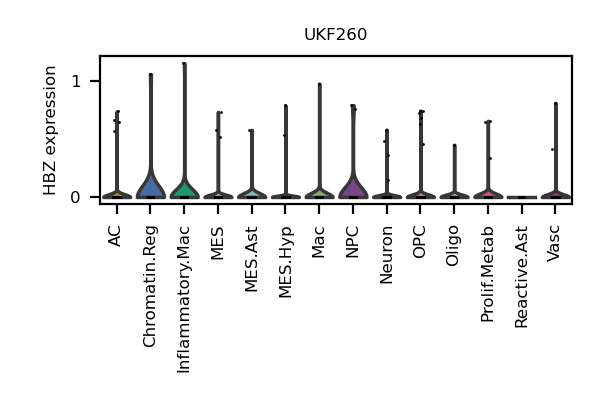 UKF260
HBZ expression
1
0
AC
Chromatin.Reg
Inflammatory.Mac
MES
MES.Ast
MES.Hyp
Mac
NPC
Neuron
OPC
Oligo
Prolif.Metab
Reactive.Ast
Vasc